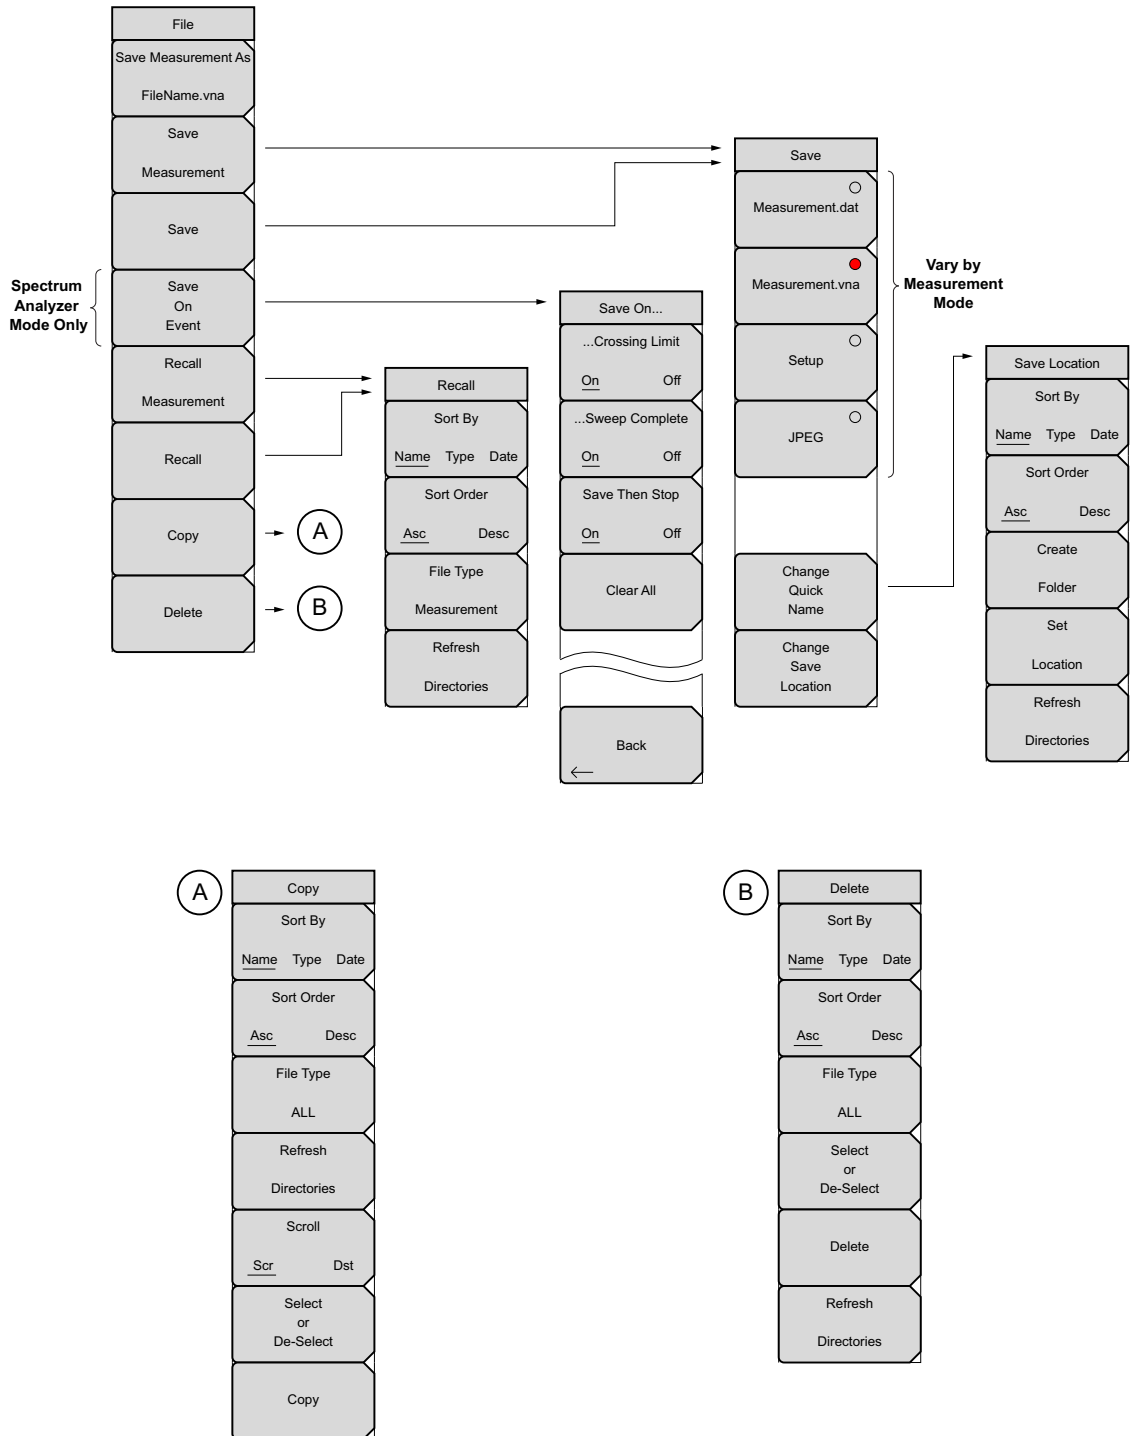 File
Save Measurement As
FileName.vna
Save
Measurement
Save
Spectrum
Analyzer
Mode Only
Save
On
Event
Recall
Measurement
Recall
Copy
A
Delete
B
Recall
Sort By
Name Type Date
Sort Order
Asc Desc
File Type
Measurement
Refresh
Directories
Save On...
...Crossing Limit
On Off
...Sweep Complete
On Off
Save Then Stop
On Off
Clear All
Back
Save
Measurement.dat
Measurement.vna
Setup
JPEG
Vary by
Measurement
Mode
Change
Quick
Name
Change
Save
Location
Save Location
Sort By
Name Type Date
Sort Order
Asc Desc
Create
Folder
Set
Location
Refresh
Directories
A
Copy
Sort By
Name Type Date
Sort Order
Asc Desc
File Type
ALL
Refresh
Directories
Scroll
Scr Dst
Select
or
De-Select
Copy
B
Delete
Sort By
Name Type Date
Sort Order
Asc Desc
File Type
ALL
Select
or
De-Select
Delete
Refresh
Directories